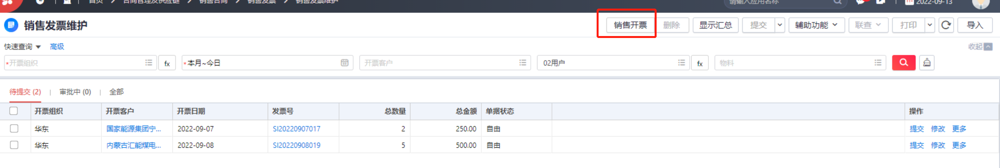 首页 > 合同管理及供应链 > 销售合同 > 销售发票 > 销售发票维护 请输入应用名称 2022-09-13
销售发票维护 销售开票 删除 显示汇总 提交 辅助功能 联查 打印 导入
快速查询 高级 收起
*开票组织 fx *本月~今日 开票客户 02用户 fx 物料
待提交 (2) | 审批中 (0) | 全部
开票组织 开票客户 开票日期 发票号 总数量 总金额 单据状态 操作
华东 国家能源集团宁... 2022-09-07 SI20220907017 2 250.00 自由 提交 修改 更多
华东 内蒙古汇能煤电... 2022-09-08 SI20220908019 5 500.00 自由 提交 修改 更多